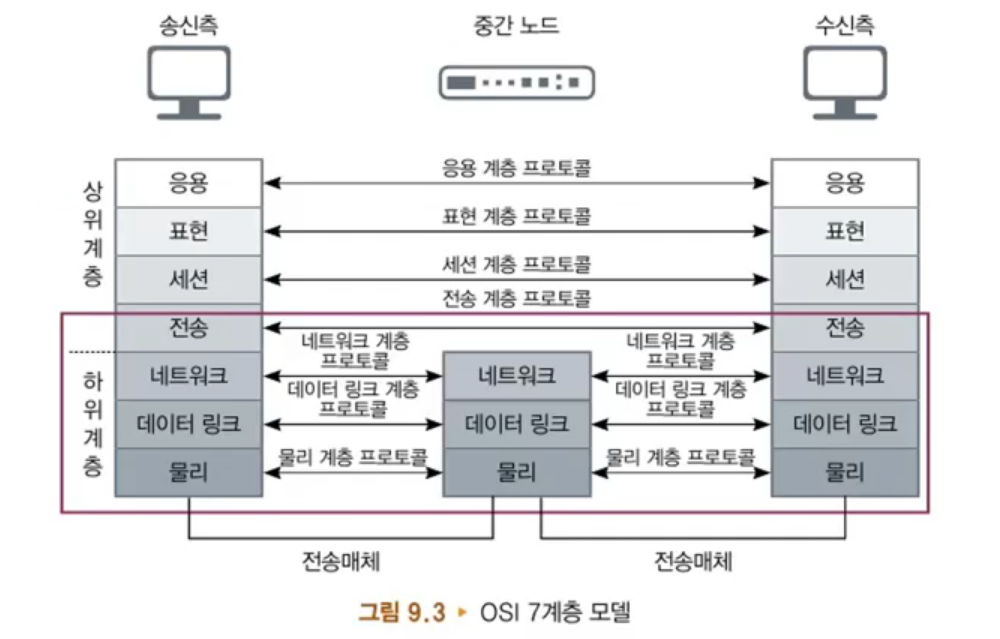 송신측
중간 노드
수신측
상위계층
응용
응용 계층 프로토콜
응용
표현
표현 계층 프로토콜
표현
세션
세션 계층 프로토콜
세션
전송 계층 프로토콜
전송
전송
하위계층
네트워크 계층
프로토콜
네트워크 계층
프로토콜
네트워크
네트워크
네트워크
데이터 링크 계층
프로토콜
데이터 링크 계층
프로토콜
데이터 링크
데이터 링크
데이터 링크
물리 계층 프로토콜
물리 계층 프로토콜
물리
물리
물리
전송매체
전송매체
그림 9.3 ▸ OSI 7계층 모델